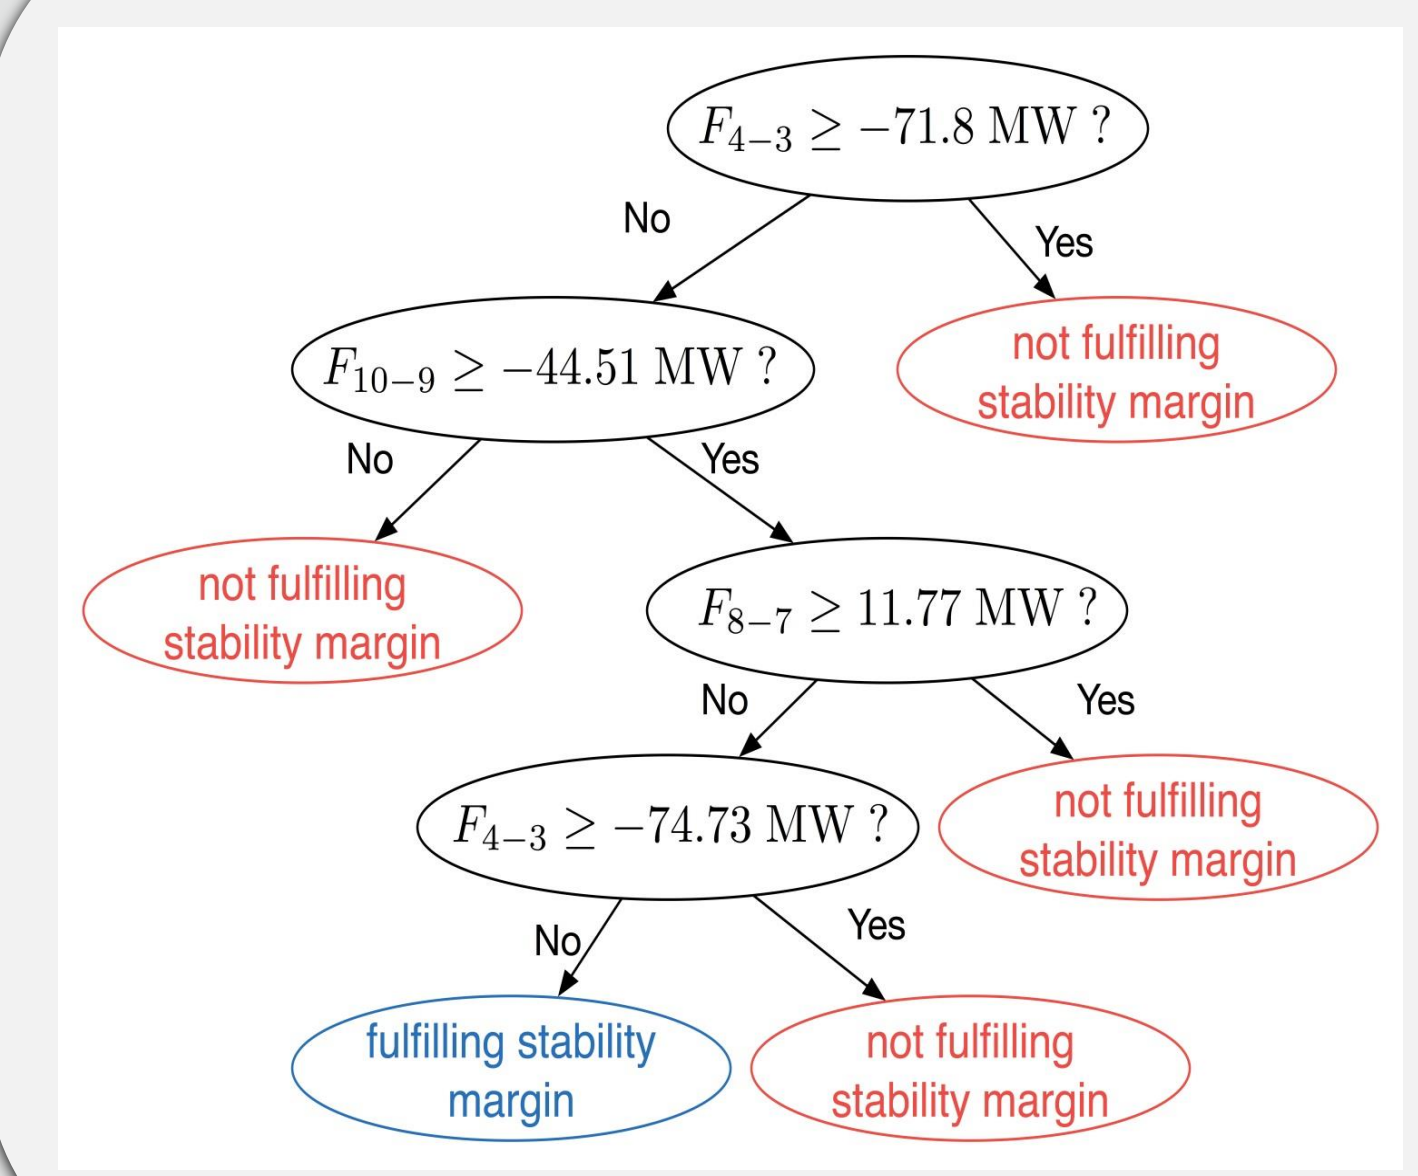 F4−3 ≥ −71.8 MW ?
No
Yes
F10−9 ≥ −44.51 MW ?
not fulfilling
stability margin
No
Yes
not fulfilling
stability margin
F8−7 ≥ 11.77 MW ?
No
Yes
F4−3 ≥ −74.73 MW ?
not fulfilling
stability margin
No
Yes
fulfilling stability
margin
not fulfilling
stability margin